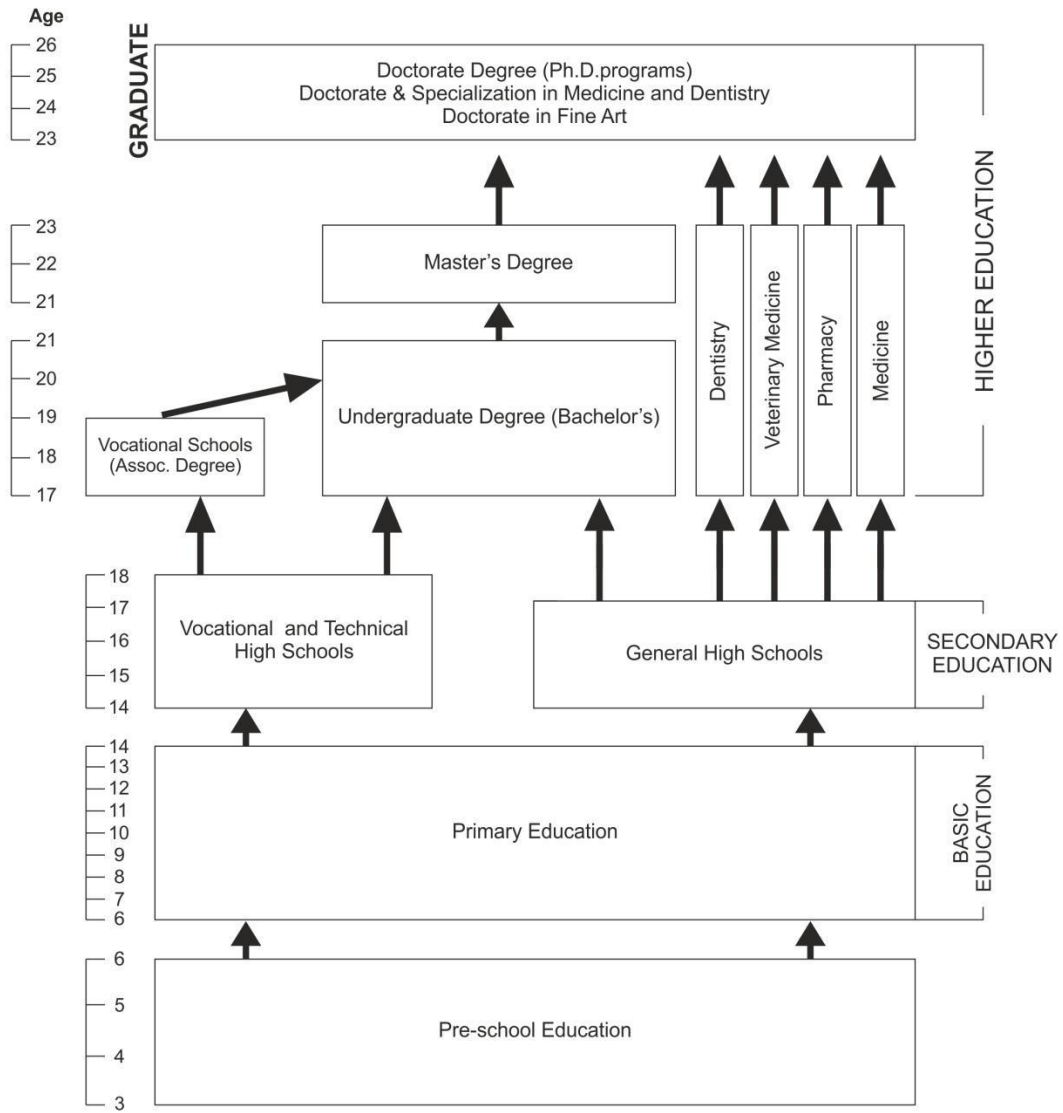 Age
26
25
24
23
GRADUATE
Doctorate Degree (Ph.D.programs)
Doctorate & Specialization in Medicine and Dentistry
Doctorate in Fine Art
HIGHER EDUCATION
23
22
21
Master's Degree
21
20
19
18
17
Undergraduate Degree (Bachelor's)
Vocational Schools
(Assoc. Degree)
Dentistry
Veterinary Medicine
Pharmacy
Medicine
18
17
16
15
14
Vocational and Technical
High Schools
General High Schools
SECONDARY
EDUCATION
14
13
12
11
10
9
8
7
6
Primary Education
BASIC
EDUCATION
6
5
4
3
Pre-school Education